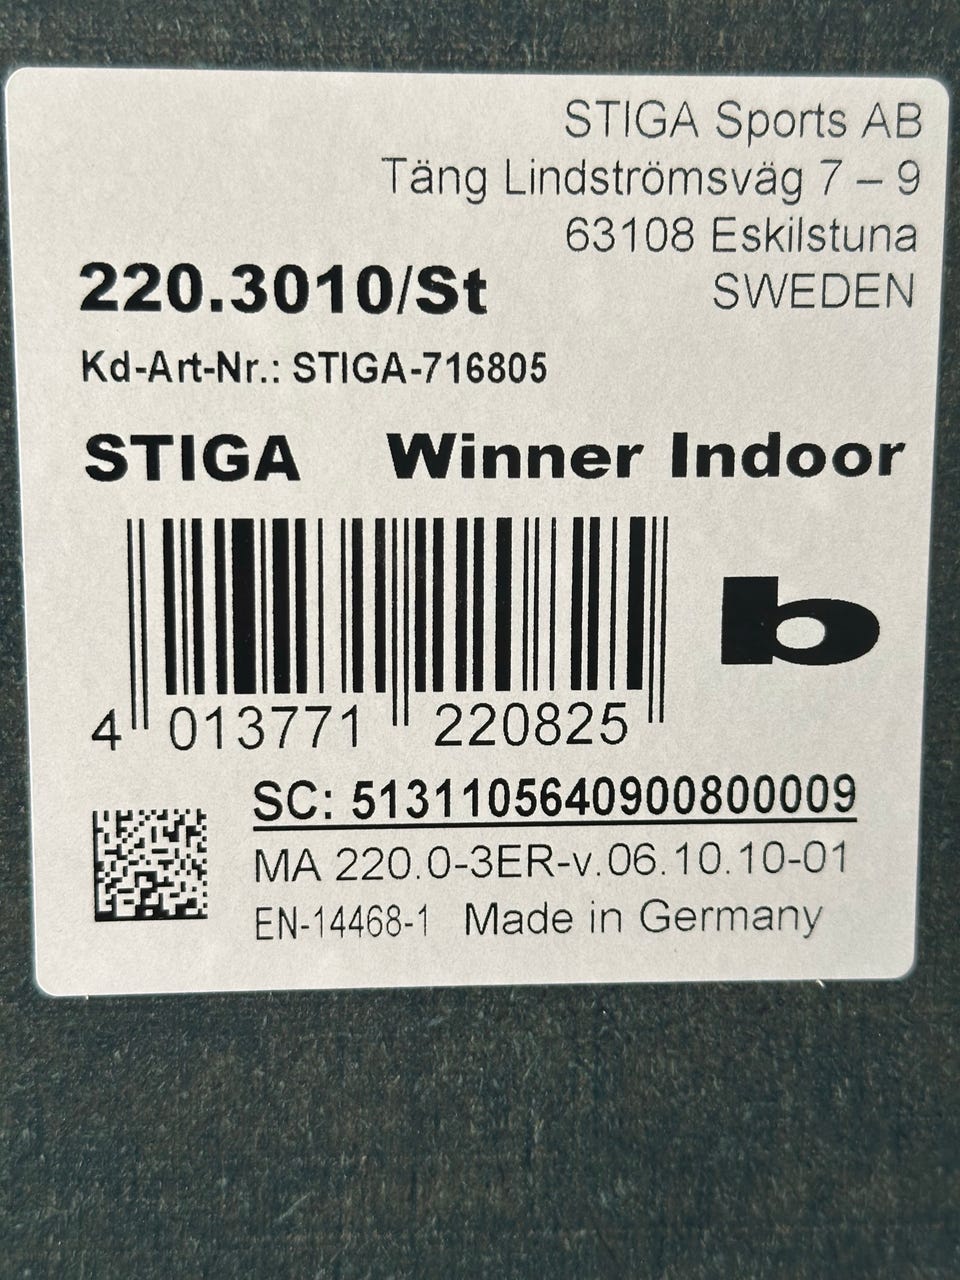 STIGA Sports AB
Täng Lindströmsväg 7 – 9
63108 Eskilstuna
SWEDEN
220.3010/St
Kd-Art-Nr.: STIGA-716805
STIGA Winner Indoor
b
4 013771 220825
SC: 5131105640900800009
MA 220.0-3ER-v.06.10.10-01
EN-14468-1 Made in Germany